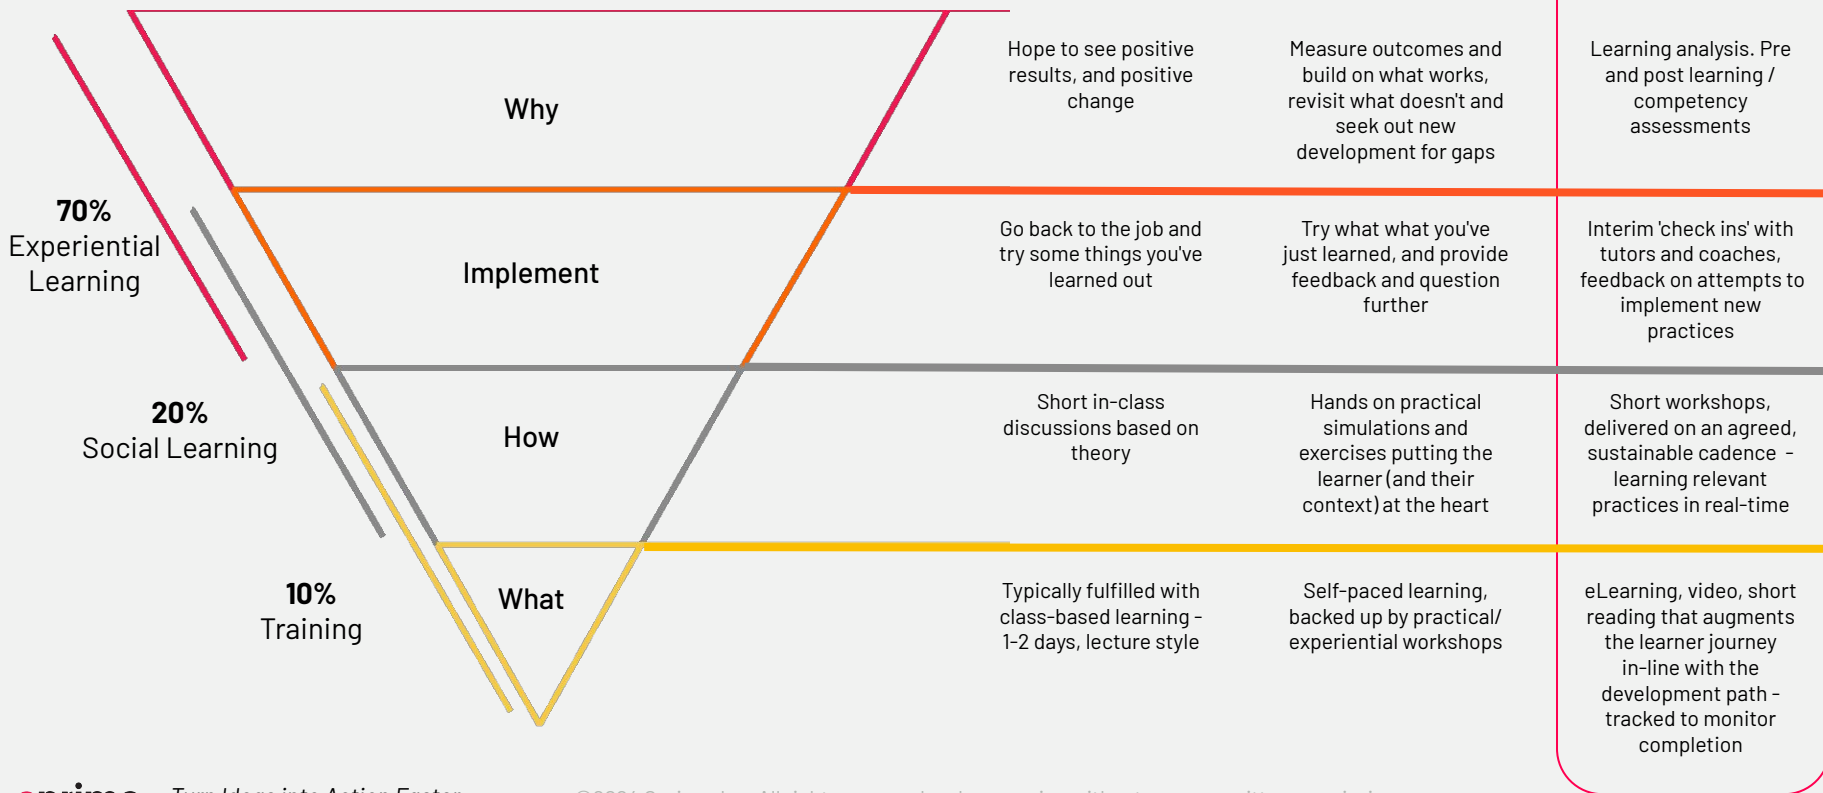 Why
Hope to see positive
results, and positive
change
Measure outcomes and
build on what works,
revisit what doesn't and
seek out new
development for gaps
Learning analysis. Pre
and post learning /
competency
assessments
70%
Experiential
Learning
Implement
Go back to the job and
try some things you've
learned out
Try what what you've
just learned, and provide
feedback and question
further
Interim 'check ins' with
tutors and coaches,
feedback on attempts to
implement new
practices
20%
Social Learning
How
Short in-class
discussions based on
theory
Hands on practical
simulations and
exercises putting the
learner (and their
context) at the heart
Short workshops,
delivered on an agreed,
sustainable cadence -
learning relevant
practices in real-time
10%
Training
What
Typically fulfilled with
class-based learning -
1-2 days, lecture style
Self-paced learning,
backed up by practical/
experiential workshops
eLearning, video, short
reading that augments
the learner journey
in-line with the
development path -
tracked to monitor
completion
Turn Ideas into Action Faster